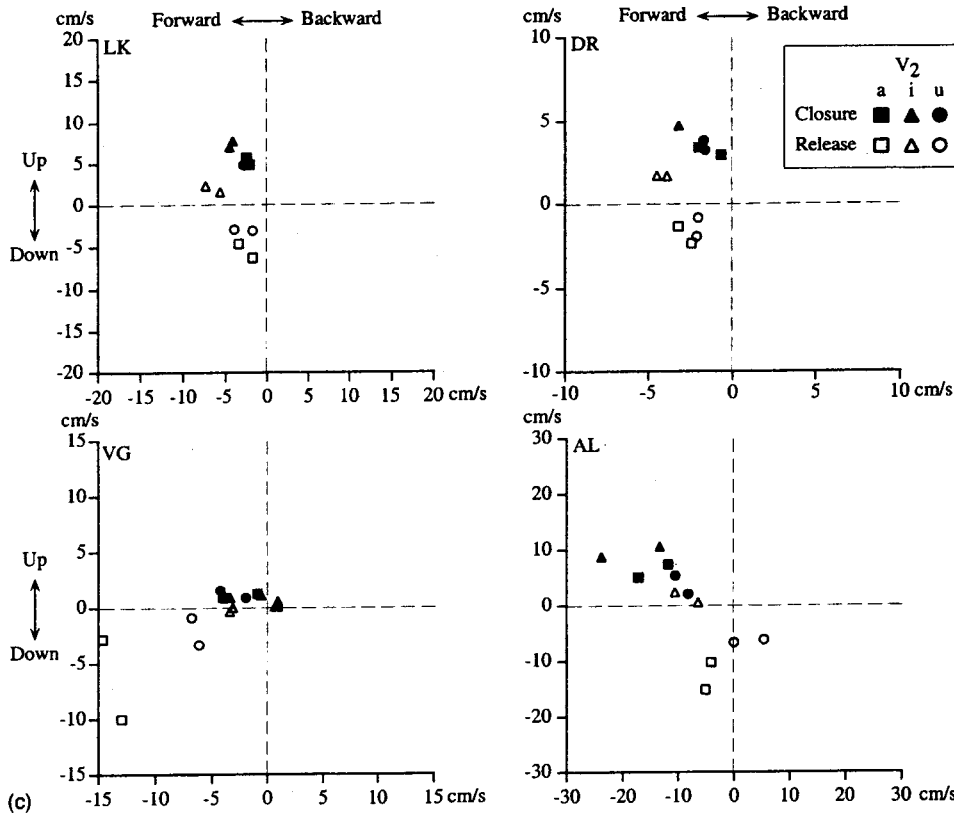 cm/s Forward Backward
cm/s Forward Backward
LK
20
15
10
5
0
-5
-10
-15
-20
-20 -15 -10 -5 0 5 10 15 20 cm/s
Up
Down
DR
10
5
0
-5
-10
-10 -5 0 5 10 cm/s
V2
a i u
Closure
Release
cm/s
VG
15
10
5
0
-5
-10
-15
-15 -10 -5 0 5 10 15 cm/s
Up
Down
(c)
cm/s
AL
30
20
10
0
-10
-20
-30
-30 -20 -10 0 10 20 30 cm/s